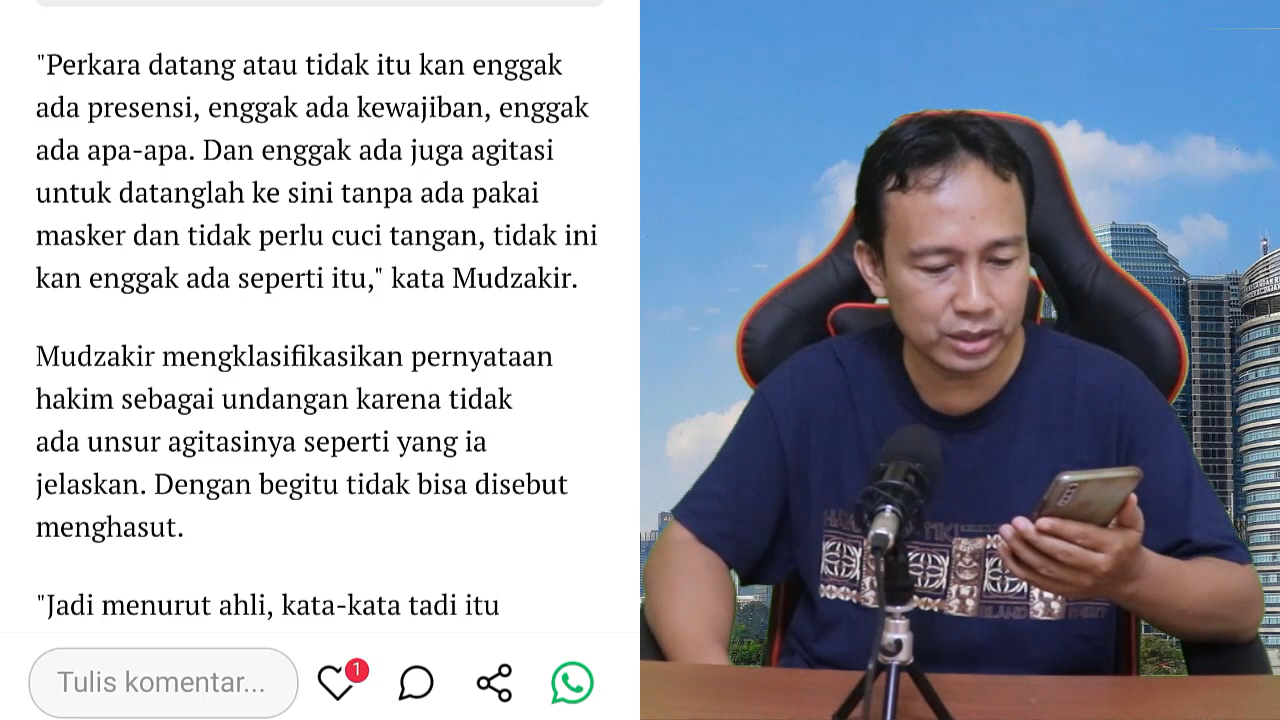 "Perkara datang atau tidak itu kan enggak
ada presensi, enggak ada kewajiban, enggak
ada apa-apa. Dan enggak ada juga agitasi
untuk datanglah ke sini tanpa ada pakai
masker dan tidak perlu cuci tangan, tidak ini
kan enggak ada seperti itu," kata Mudzakir.
Mudzakir mengklasifikasikan pernyataan
hakim sebagai undangan karena tidak
ada unsur agitasinya seperti yang ia
jelaskan. Dengan begitu tidak bisa disebut
menghasut.
"Jadi menurut ahli, kata-kata tadi itu
Tulis komentar...
1